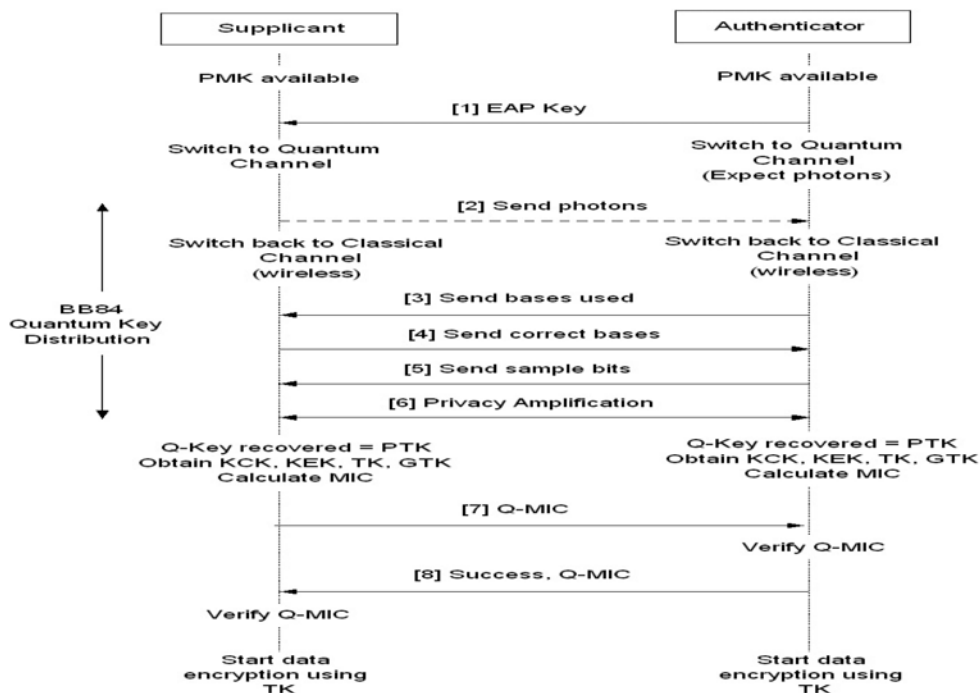 Supplicant
Authenticator
PMK available
PMK available
[1] EAP Key
Switch to Quantum
Channel
Switch to Quantum
Channel
(Expect photons)
[2] Send photons
Switch back to Classical
Channel
(wireless)
Switch back to Classical
Channel
(wireless)
BB84
Quantum Key
Distribution
[3] Send bases used
[4] Send correct bases
[5] Send sample bits
[6] Privacy Amplification
Q-Key recovered = PTK
Obtain KCK, KEK, TK, GTK
Calculate MIC
Q-Key recovered = PTK
Obtain KCK, KEK, TK, GTK
Calculate MIC
[7] Q-MIC
Verify Q-MIC
[8] Success, Q-MIC
Verify Q-MIC
Start data
encryption using
TK
Start data
encryption using
TK